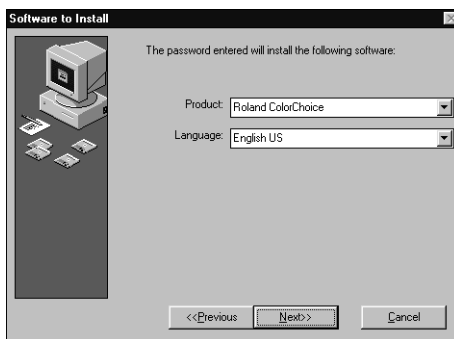 Software to Install
The password entered will install the following software:
Product: Roland ColorChoice
Language: English US
<<Previous Next>> Cancel